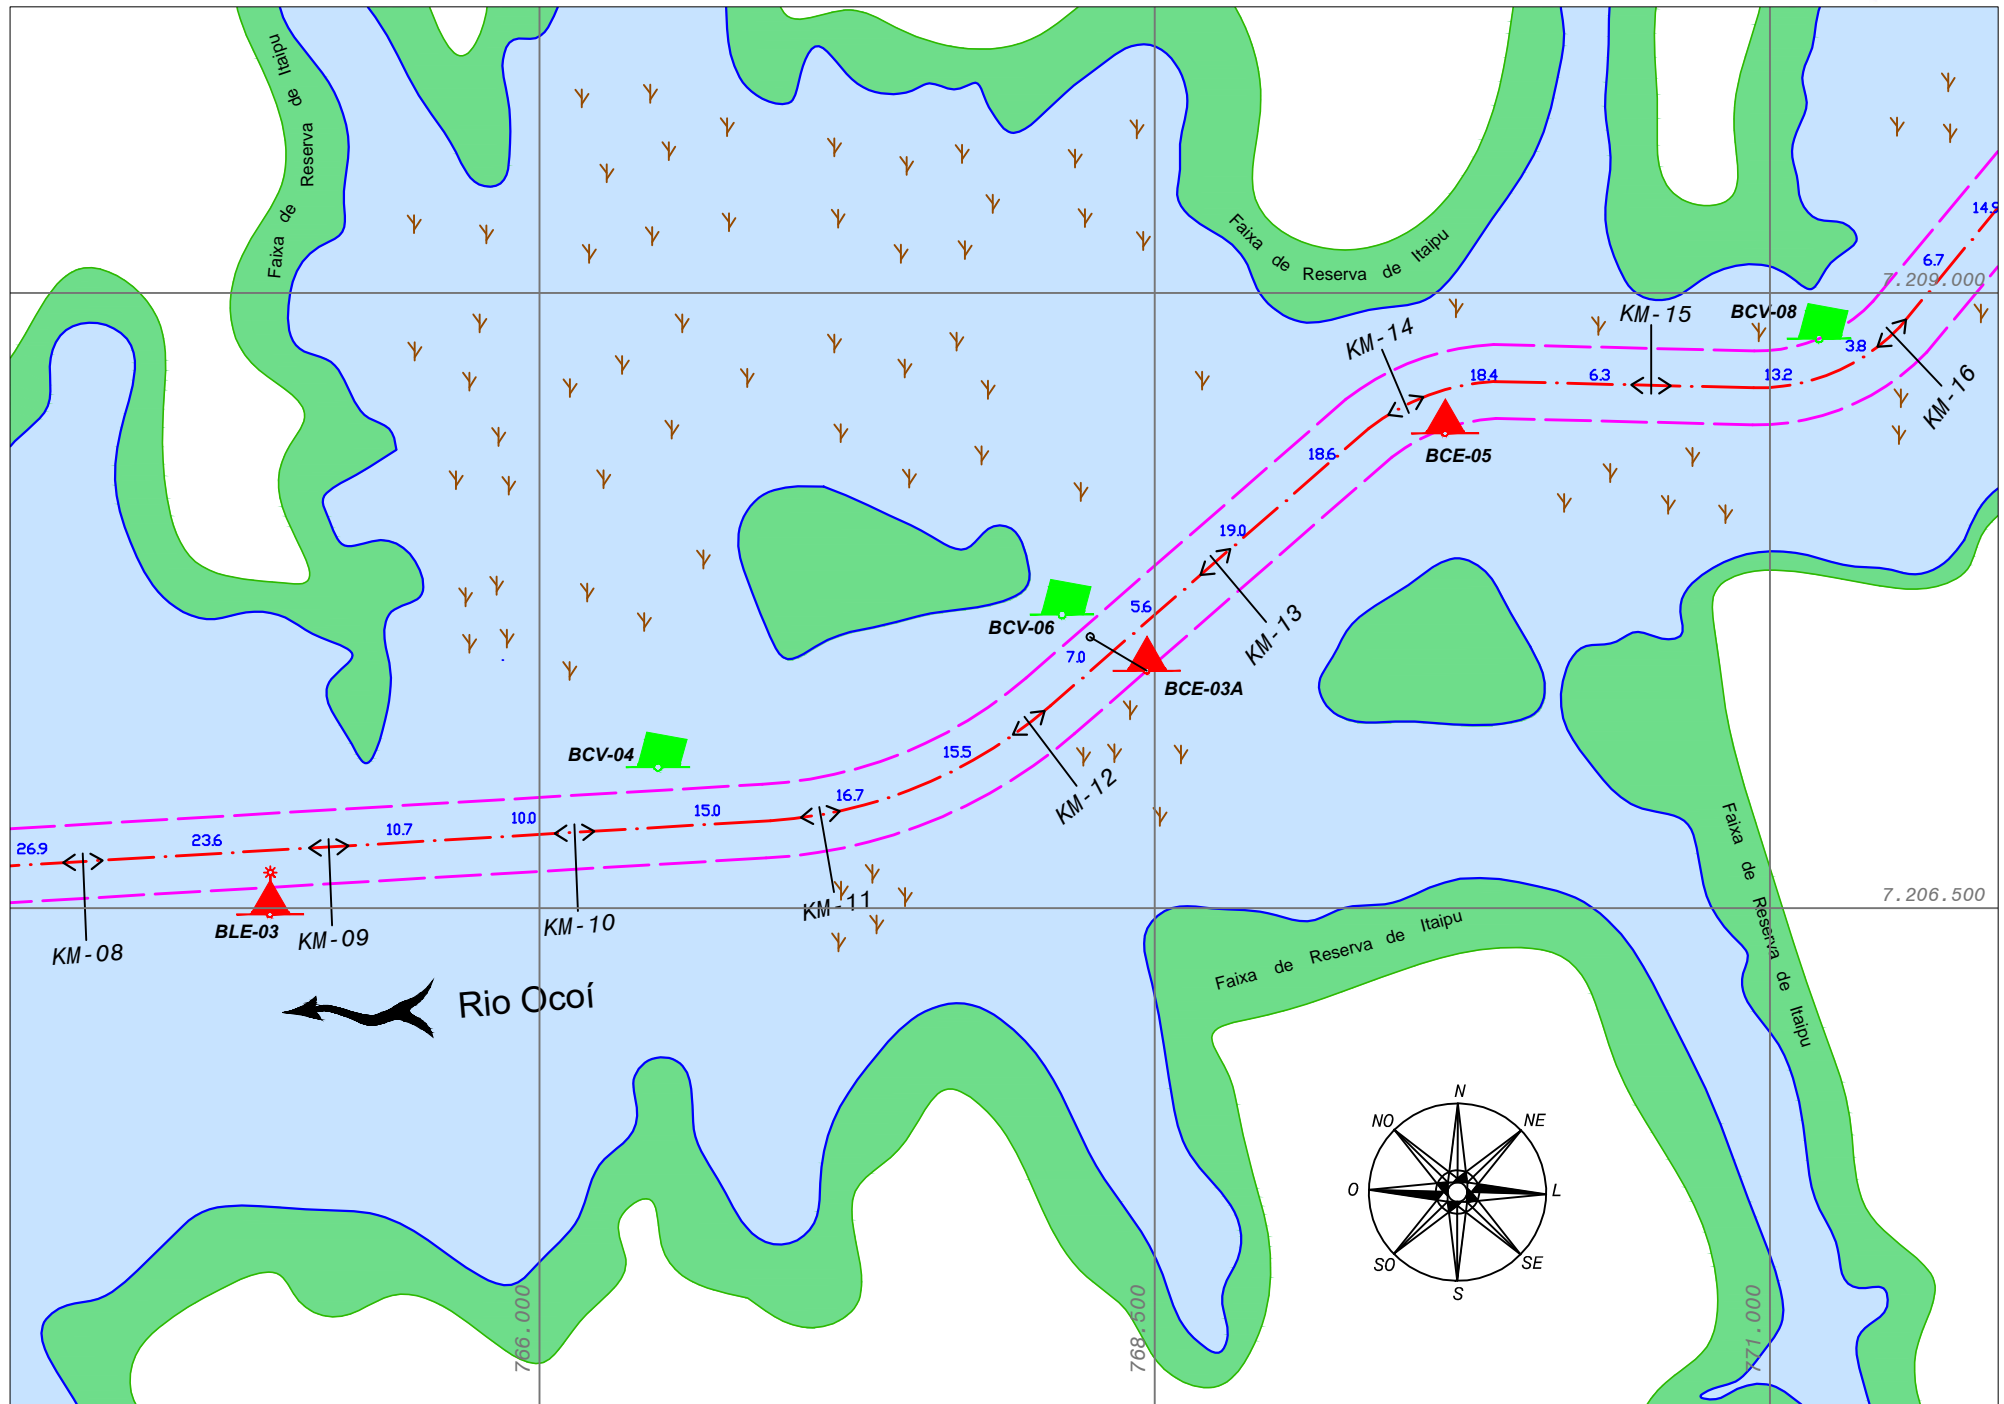 Faixa de Reserva de Itaipu
Faixa de Reserva de Itaipu
14.9
6.7
7.209.000
BCV-08
KM-15
KM-14
3.8
18.4
6.3
13.2
KM-16
18.6
BCE-05
19.0
5.6
BCV-06
KM-13
7.0
BCE-03A
BCV-04
15.5
KM-12
16.7
15.0
10.0
10.7
23.6
26.9
Faixa de Reserva de Itaipu
7.206.500
KM-11
KM-10
BLE-03
KM-09
KM-08
Faixa de Reserva de Itaipu
Rio Ocoí
N
NO
NE
O
L
SO
SE
S
766.000
768.500
771.000